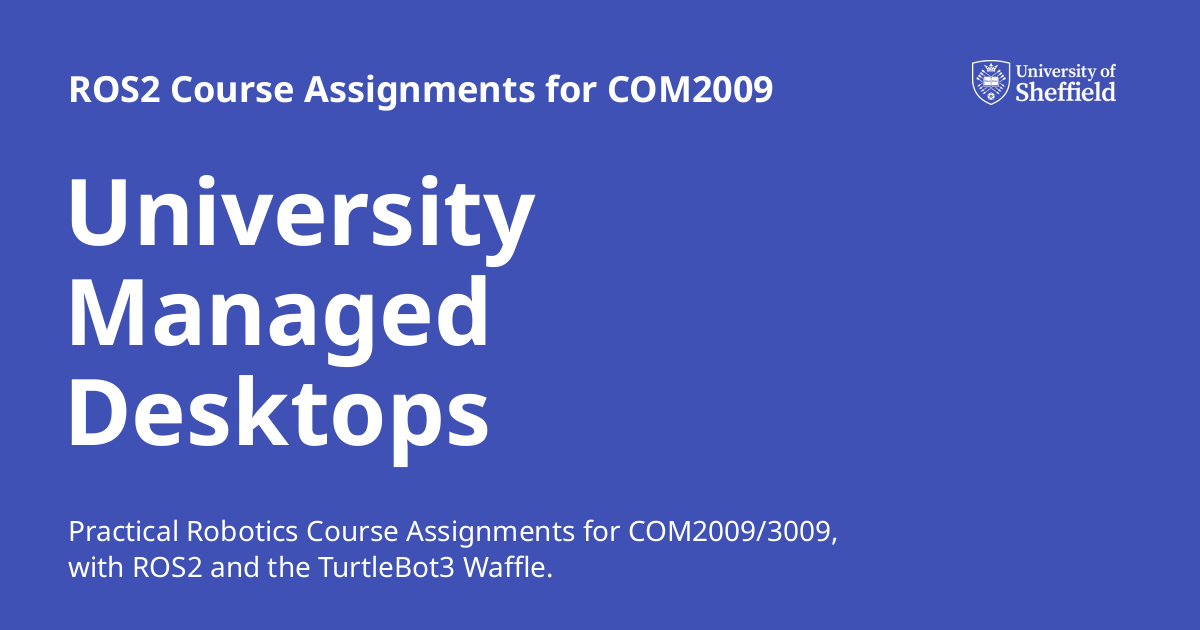 ROS2 Course Assignments for COM2009
University of
Sheffield
University
Managed
Desktops
Practical Robotics Course Assignments for COM2009/3009,
with ROS2 and the TurtleBot3 Waffle.